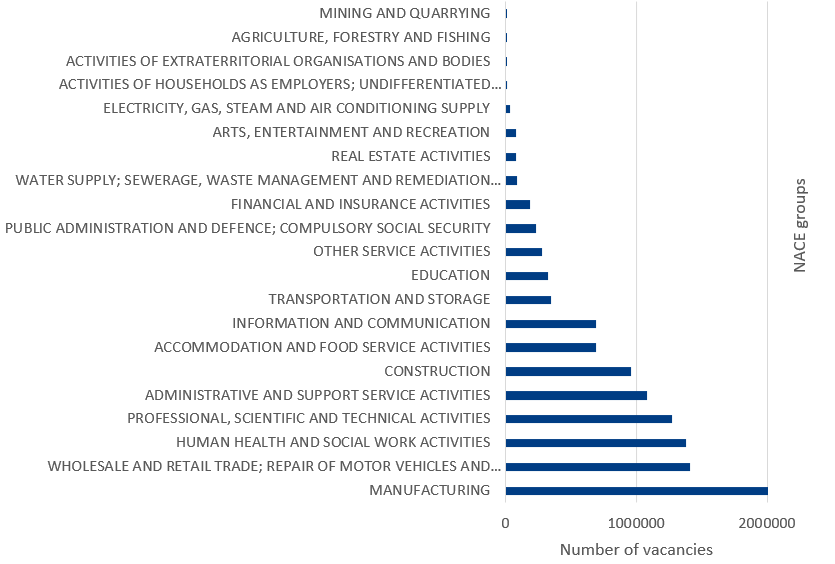 MINING AND QUARRYING
AGRICULTURE, FORESTRY AND FISHING
ACTIVITIES OF EXTRATERRITORIAL ORGANISATIONS AND BODIES
ACTIVITIES OF HOUSEHOLDS AS EMPLOYERS; UNDIFFERENTIATED...
ELECTRICITY, GAS, STEAM AND AIR CONDITIONING SUPPLY
ARTS, ENTERTAINMENT AND RECREATION
REAL ESTATE ACTIVITIES
WATER SUPPLY; SEWERAGE, WASTE MANAGEMENT AND REMEDIATION...
FINANCIAL AND INSURANCE ACTIVITIES
PUBLIC ADMINISTRATION AND DEFENCE; COMPULSORY SOCIAL SECURITY
OTHER SERVICE ACTIVITIES
EDUCATION
TRANSPORTATION AND STORAGE
INFORMATION AND COMMUNICATION
ACCOMMODATION AND FOOD SERVICE ACTIVITIES
CONSTRUCTION
ADMINISTRATIVE AND SUPPORT SERVICE ACTIVITIES
PROFESSIONAL, SCIENTIFIC AND TECHNICAL ACTIVITIES
HUMAN HEALTH AND SOCIAL WORK ACTIVITIES
WHOLESALE AND RETAIL TRADE; REPAIR OF MOTOR VEHICLES AND...
MANUFACTURING
0 1000000 2000000
Number of vacancies
NACE groups